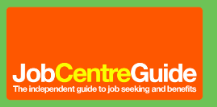 JobCentreGuide
The independent guide to job seeking and benefits